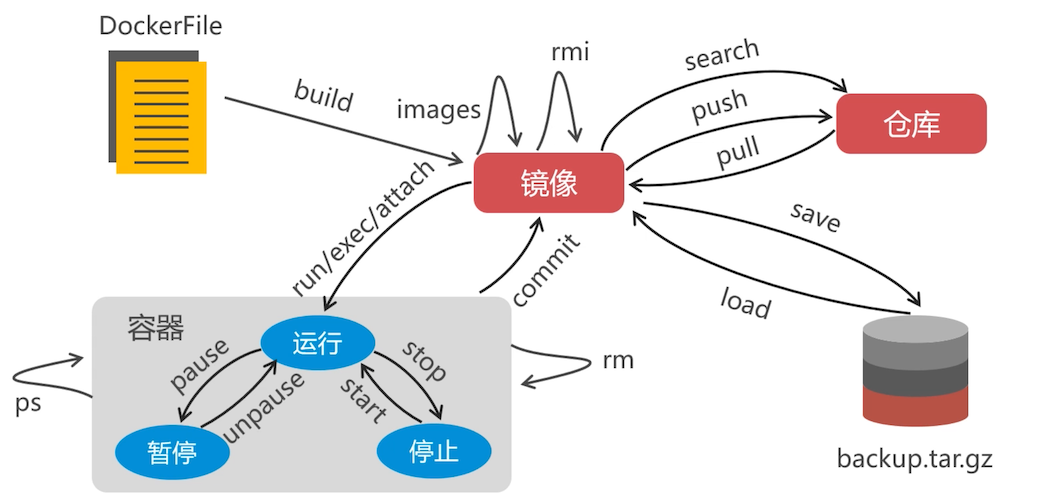 DockerFile
build
images
rmi
search
push
pull
仓库
镜像
run/exec/attach
commit
save
load
容器
运行
pause
unpause
stop
start
暂停
停止
ps
rm
backup.tar.gz